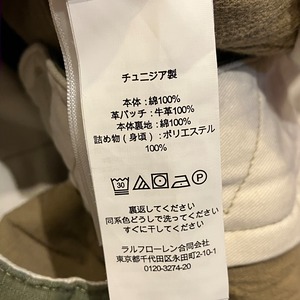 チュニジア製
本体 : 綿100%
革パッチ : 牛革100%
本体裏地 : 綿100%
詰め物 (身頃) : ポリエステル
100%
30
P
裏返してください
同系色どうしで洗ってください
すぐに干してください
ラルフローレン合同会社
東京都千代田区永田町2-10-1
0120-3274-20